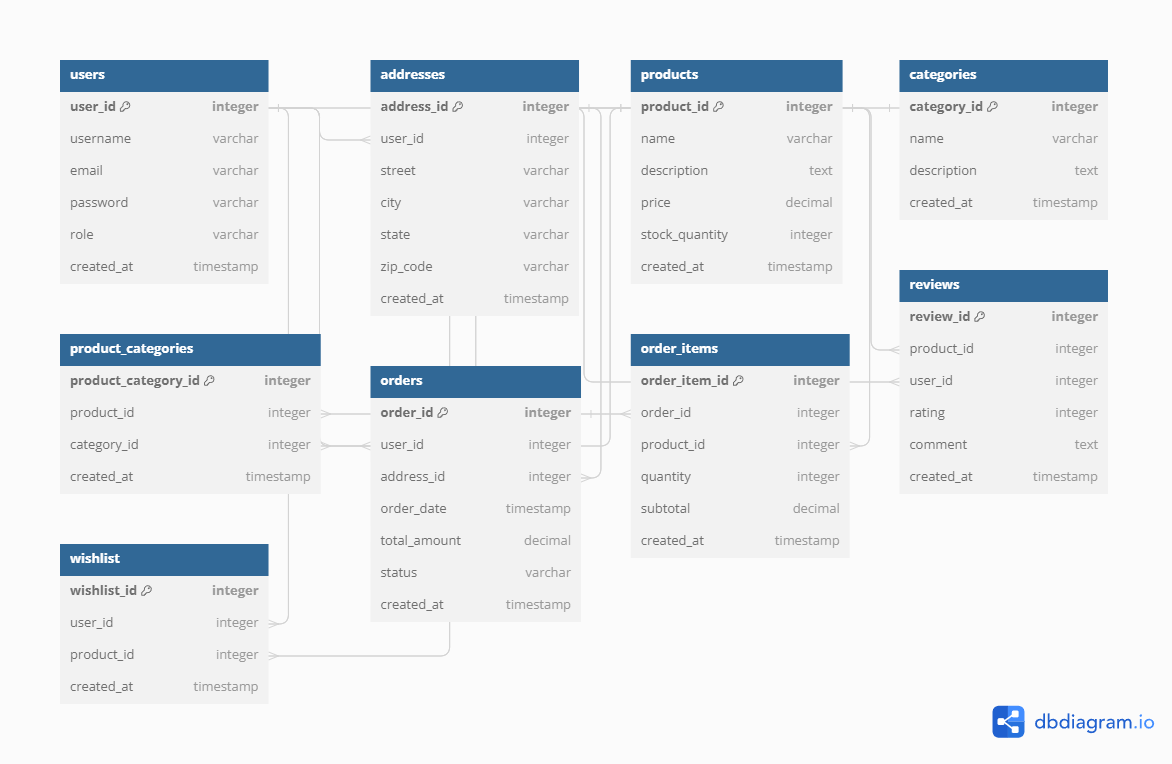 users
user_id integer
username varchar
email varchar
password varchar
role varchar
created_at timestamp
addresses
address_id integer
user_id integer
street varchar
city varchar
state varchar
zip_code varchar
created_at timestamp
products
product_id integer
name varchar
description text
price decimal
stock_quantity integer
created_at timestamp
categories
category_id integer
name varchar
description text
created_at timestamp
product_categories
product_category_id integer
product_id integer
category_id integer
created_at timestamp
orders
order_id integer
user_id integer
address_id integer
order_date timestamp
total_amount decimal
status varchar
created_at timestamp
order_items
order_item_id integer
order_id integer
product_id integer
quantity integer
subtotal decimal
created_at timestamp
reviews
review_id integer
product_id integer
user_id integer
rating integer
comment text
created_at timestamp
wishlist
wishlist_id integer
user_id integer
product_id integer
created_at timestamp
dbdiagram.io